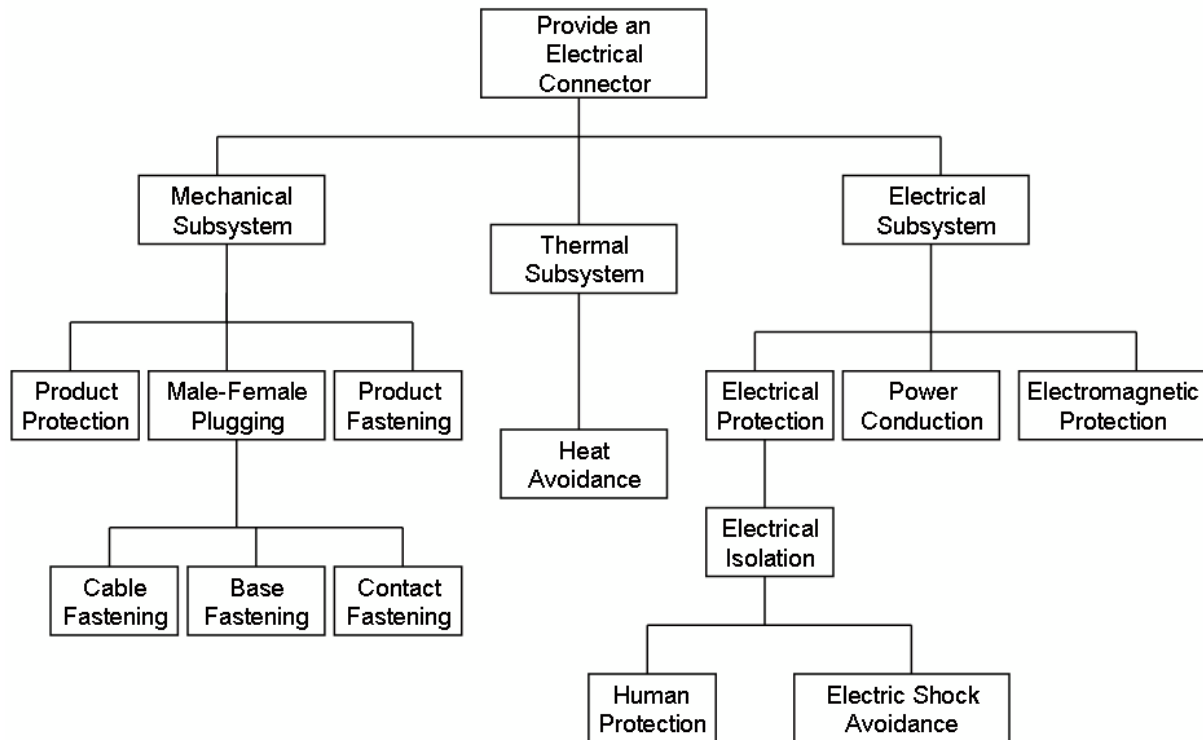 Provide an
Electrical
Connector
Mechanical
Subsystem
Thermal
Subsystem
Electrical
Subsystem
Product
Protection
Male-Female
Plugging
Product
Fastening
Heat
Avoidance
Electrical
Protection
Power
Conduction
Electromagnetic
Protection
Cable
Fastening
Base
Fastening
Contact
Fastening
Electrical
Isolation
Human
Protection
Electric Shock
Avoidance